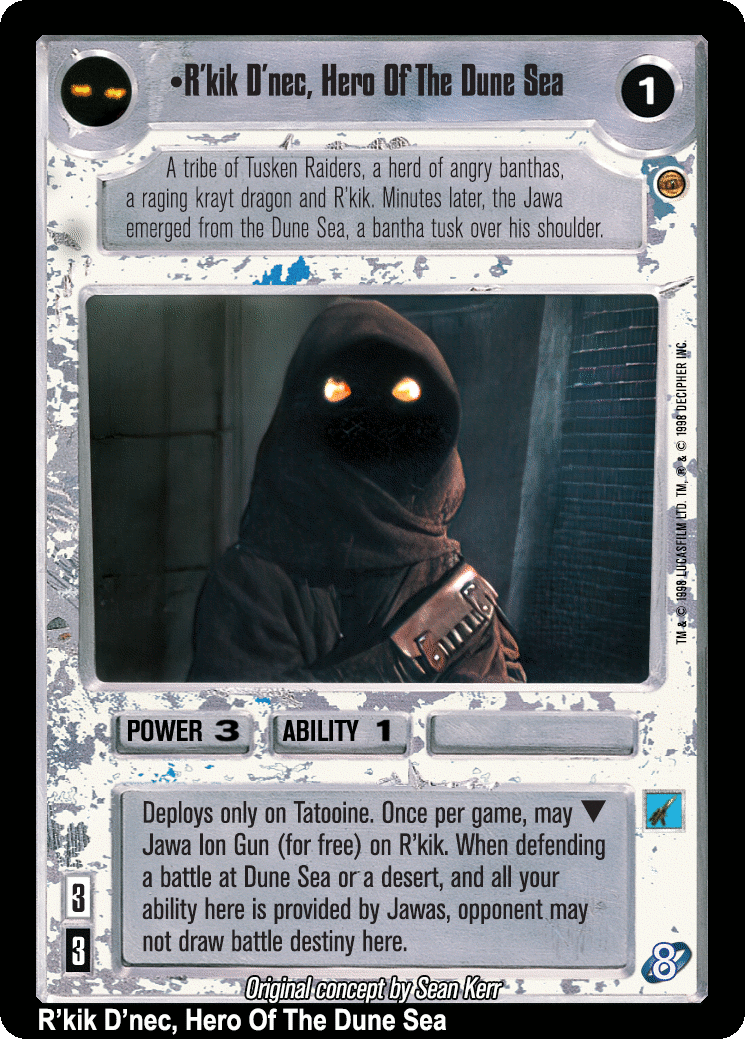 •R'kik D'nec, Hero Of The Dune Sea
1
A tribe of Tusken Raiders, a herd of angry banthas,
a raging krayt dragon and R'kik. Minutes later, the Jawa
emerged from the Dune Sea, a bantha tusk over his shoulder.
TM & © 1998 LUCASFILM LTD. TM, ® & © 1998 DECIPHER INC.
POWER 3
ABILITY 1
Deploys only on Tatooine. Once per game, may ▼
Jawa Ion Gun (for free) on R'kik. When defending
a battle at Dune Sea or a desert, and all your
ability here is provided by Jawas, opponent may
not draw battle destiny here.
3
3
8
Original concept by Sean Kerr
R'kik D'nec, Hero Of The Dune Sea